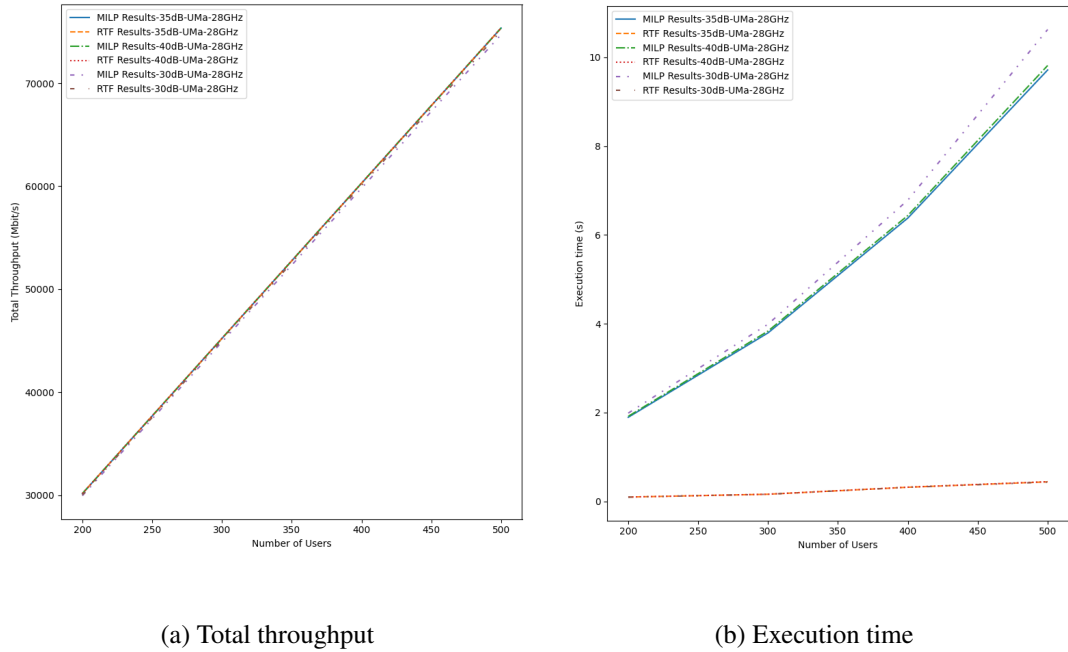 MILP Results-35dB-UMa-28GHz
RTF Results-35dB-UMa-28GHz
MILP Results-40dB-UMa-28GHz
RTF Results-40dB-UMa-28GHz
MILP Results-30dB-UMa-28GHz
RTF Results-30dB-UMa-28GHz
Total Throughput (Mbit/s)
70000
60000
50000
40000
30000
200
250
300
350
400
450
500
Number of Users
(a) Total throughput
MILP Results-35dB-UMa-28GHz
RTF Results-35dB-UMa-28GHz
MILP Results-40dB-UMa-28GHz
RTF Results-40dB-UMa-28GHz
MILP Results-30dB-UMa-28GHz
RTF Results-30dB-UMa-28GHz
Execution time (s)
10
8
6
4
2
0
200
250
300
350
400
450
500
Number of Users
(b) Execution time